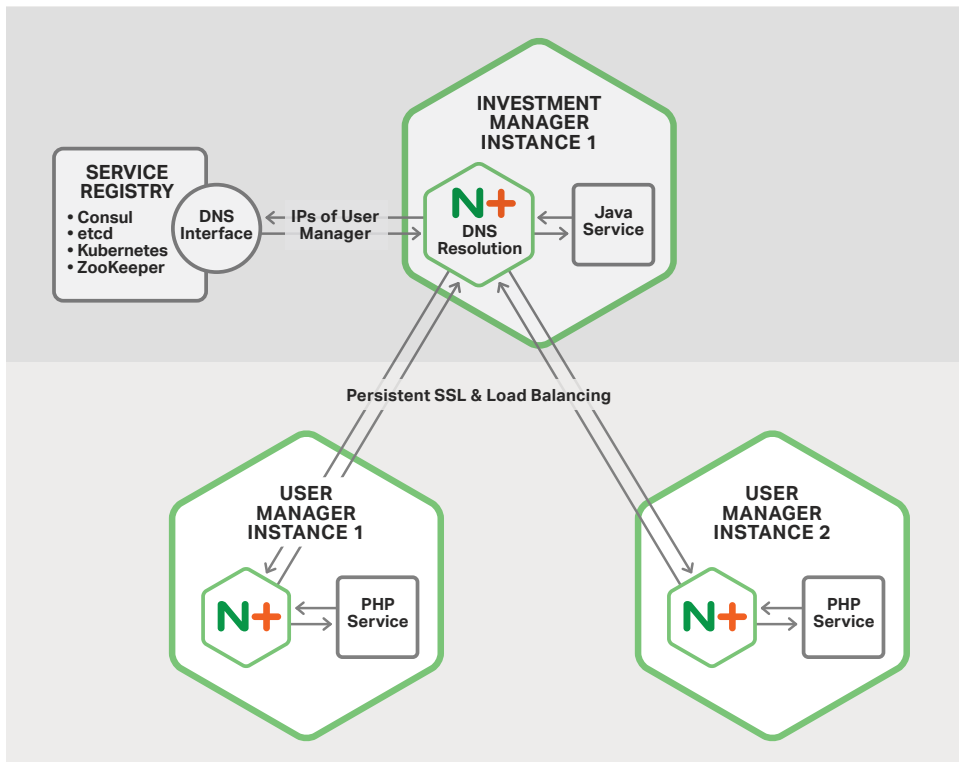 INVESTMENT
MANAGER
INSTANCE 1
SERVICE
REGISTRY
• Consul
• etcd
• Kubernetes
• ZooKeeper
DNS
Interface
IPs of User
Manager
N+
DNS
Resolution
Java
Service
Persistent SSL & Load Balancing
USER
MANAGER
INSTANCE 1
N+
PHP
Service
USER
MANAGER
INSTANCE 2
N+
PHP
Service